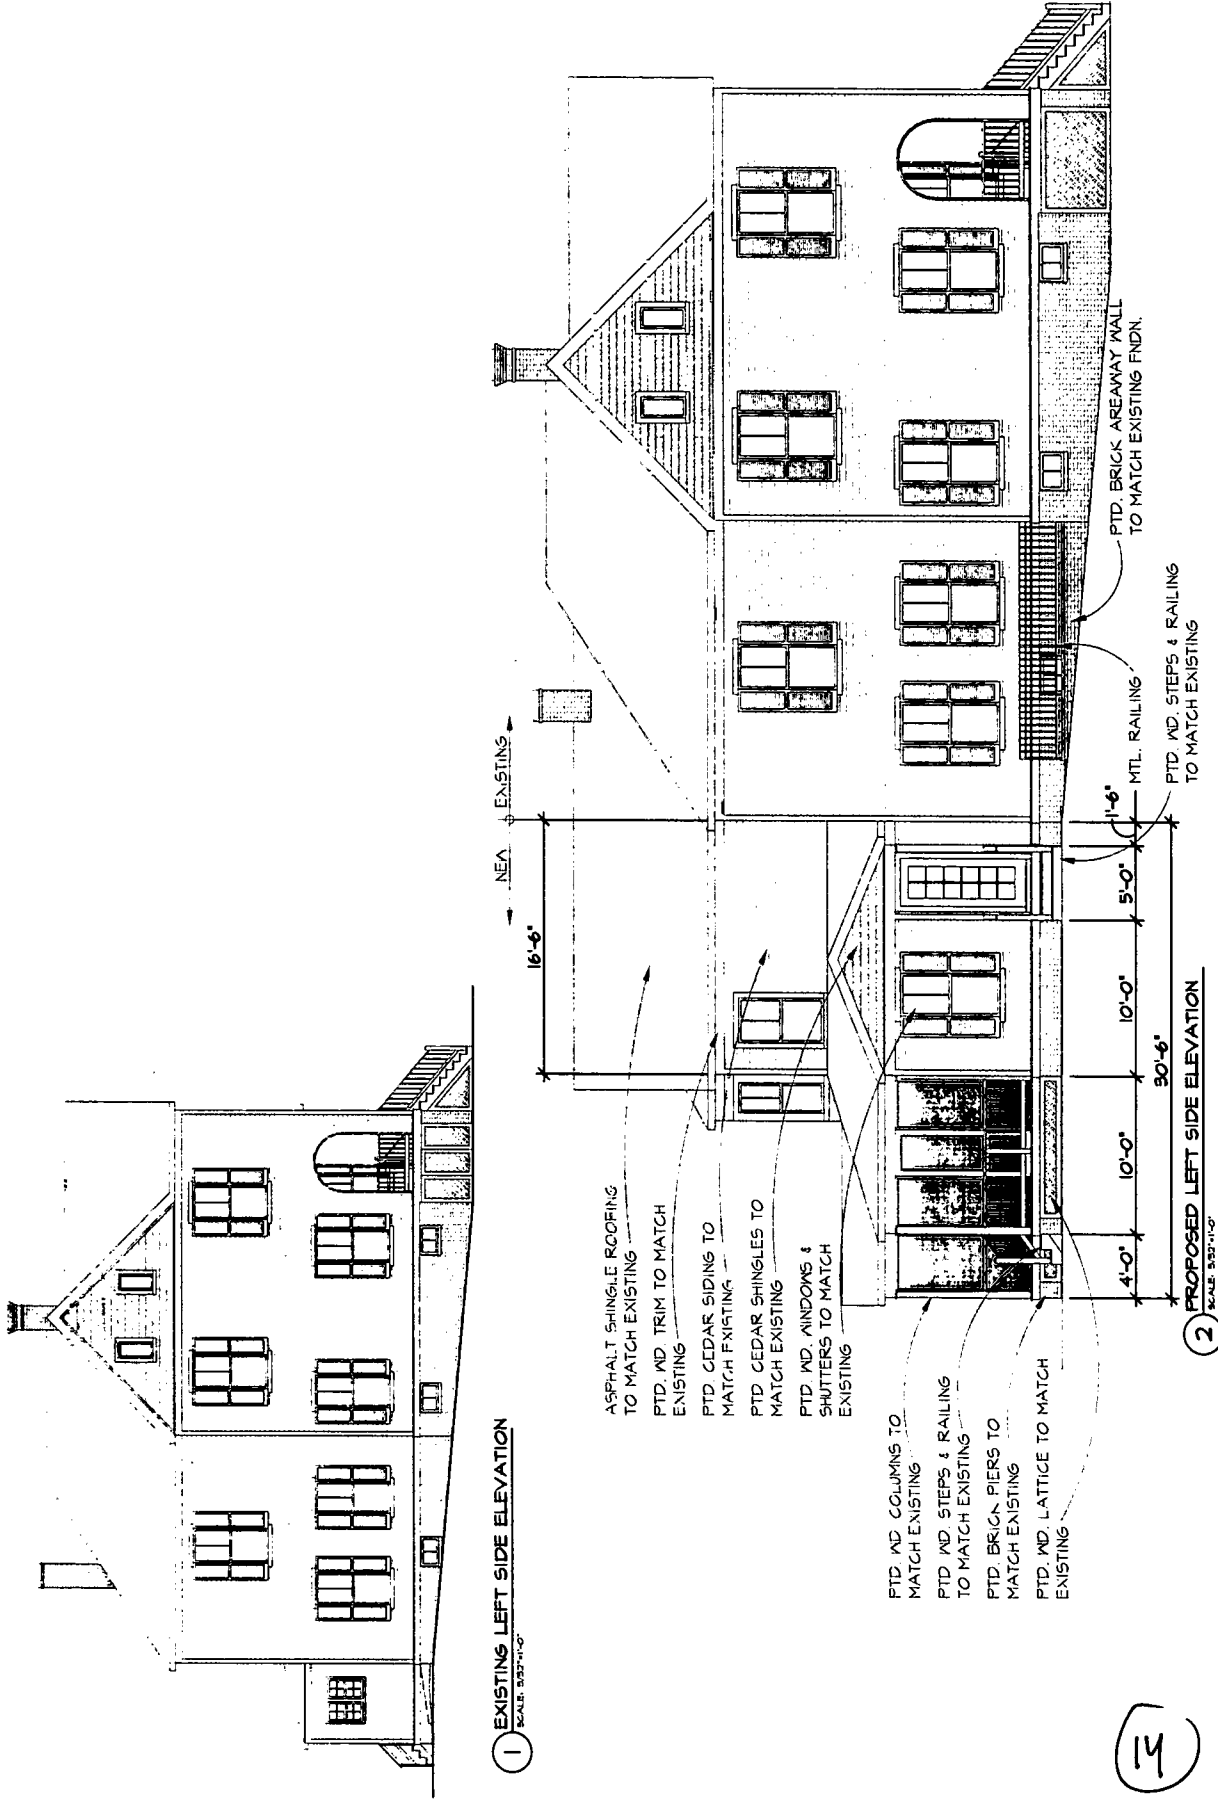 1
EXISTING LEFT SIDE ELEVATION
SCALE: 3/32"=1'-0"
NEW
EXISTING
16'-6"
ASPHALT SHINGLE ROOFING
TO MATCH EXISTING
PTD. WD. TRIM TO MATCH
EXISTING
PTD. CEDAR SIDING TO
MATCH EXISTING
PTD CEDAR SHINGLES TO
MATCH EXISTING
PTD. WD. WINDOWS &
SHUTTERS TO MATCH
EXISTING
PTD WD COLUMNS TO
MATCH EXISTING
PTD WD. STEPS & RAILING
TO MATCH EXISTING
PTD. BRICK PIERS TO
MATCH EXISTING
PTD. WD. LATTICE TO MATCH
EXISTING
PTD. BRICK AREAWAY WALL
TO MATCH EXISTING FNDN.
MTL. RAILING
PTD. WD. STEPS & RAILING
TO MATCH EXISTING
4'-0"
10'-0"
10'-0"
5'-0"
1'-6"
30'-6"
2
PROPOSED LEFT SIDE ELEVATION
SCALE: 3/32"=1'-0"
14